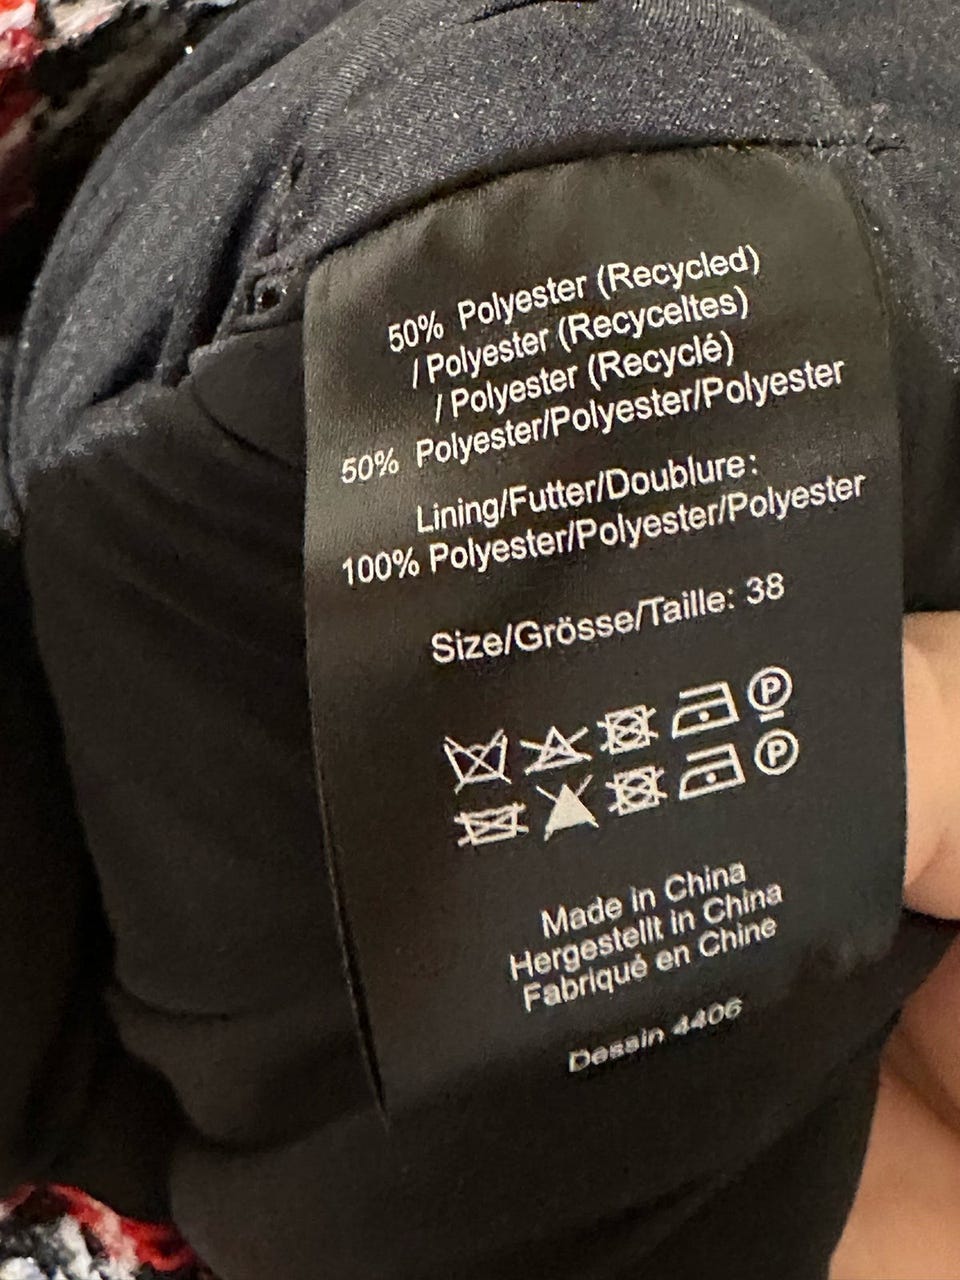 50% Polyester (Recycled)
/ Polyester (Recyceltes)
/ Polyester (Recyclé)
50% Polyester/Polyester/Polyester
Lining/Futter/Doublure:
100% Polyester/Polyester/Polyester
Size/Grösse/Taille: 38
P
P
Made in China
Hergestellt in China
Fabriqué en Chine
Dessin 4406